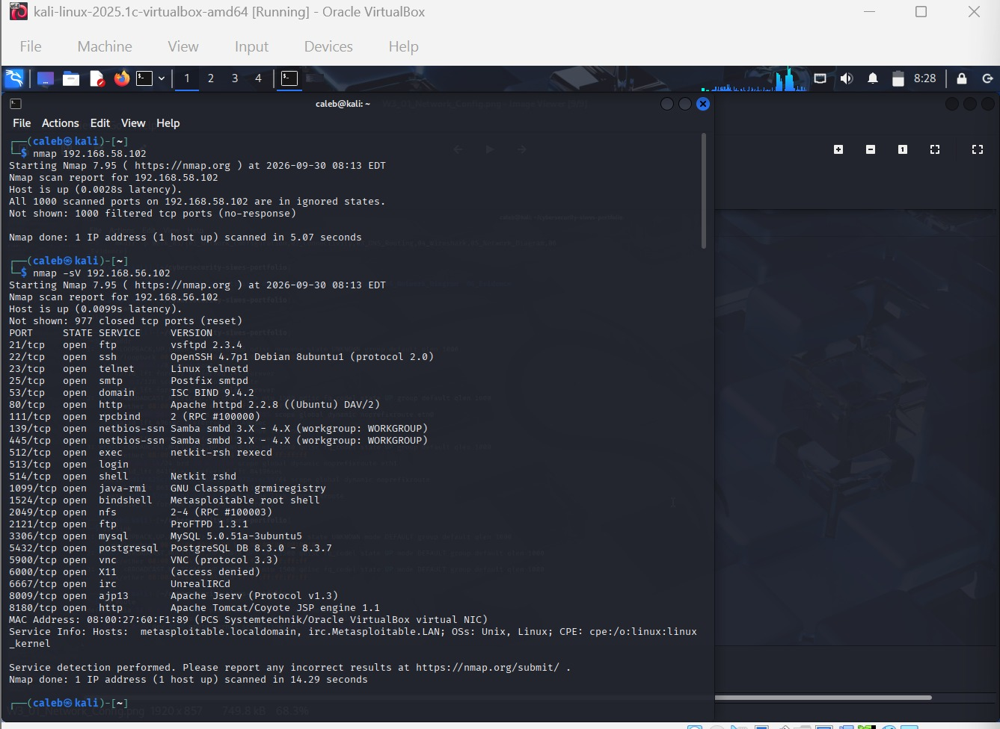 kali-linux-2025.1c-virtualbox-amd64 [Running] - Oracle VirtualBox
File Machine View Input Devices Help
1 2 3 4 8:28
caleb@kali: ~
File Actions Edit View Help
┌──(caleb㉿kali)-[~]
└─$ nmap 192.168.58.102
Starting Nmap 7.95 ( https://nmap.org ) at 2026-09-30 08:13 EDT
Nmap scan report for 192.168.58.102
Host is up (0.0028s latency).
All 1000 scanned ports on 192.168.58.102 are in ignored states.
Not shown: 1000 filtered tcp ports (no-response)
Nmap done: 1 IP address (1 host up) scanned in 5.07 seconds
┌──(caleb㉿kali)-[~]
└─$ nmap -sV 192.168.56.102
Starting Nmap 7.95 ( https://nmap.org ) at 2026-09-30 08:13 EDT
Nmap scan report for 192.168.56.102
Host is up (0.0099s latency).
Not shown: 977 closed tcp ports (reset)
PORT STATE SERVICE VERSION
21/tcp open ftp vsftpd 2.3.4
22/tcp open ssh OpenSSH 4.7p1 Debian 8ubuntu1 (protocol 2.0)
23/tcp open telnet Linux telnetd
25/tcp open smtp Postfix smtpd
53/tcp open domain ISC BIND 9.4.2
80/tcp open http Apache httpd 2.2.8 ((Ubuntu) DAV/2)
111/tcp open rpcbind 2 (RPC #100000)
139/tcp open netbios-ssn Samba smbd 3.X - 4.X (workgroup: WORKGROUP)
445/tcp open netbios-ssn Samba smbd 3.X - 4.X (workgroup: WORKGROUP)
512/tcp open exec netkit-rsh rexecd
513/tcp open login
514/tcp open shell Netkit rshd
1099/tcp open java-rmi GNU Classpath grmiregistry
1524/tcp open bindshell Metasploitable root shell
2049/tcp open nfs 2-4 (RPC #100003)
2121/tcp open ftp ProFTPD 1.3.1
3306/tcp open mysql MySQL 5.0.51a-3ubuntu5
5432/tcp open postgresql PostgreSQL DB 8.3.0 - 8.3.7
5900/tcp open vnc VNC (protocol 3.3)
6000/tcp open X11 (access denied)
6667/tcp open irc UnrealIRCd
8009/tcp open ajp13 Apache Jserv (Protocol v1.3)
8180/tcp open http Apache Tomcat/Coyote JSP engine 1.1
MAC Address: 08:00:27:60:F1:89 (PCS Systemtechnik/Oracle VirtualBox virtual NIC)
Service Info: Hosts: metasploitable.localdomain, irc.Metasploitable.LAN; OSs: Unix, Linux; CPE: cpe:/o:linux:linux
_kernel
Service detection performed. Please report any incorrect results at https://nmap.org/submit/ .
Nmap done: 1 IP address (1 host up) scanned in 14.29 seconds
┌──(caleb㉿kali)-[~]
W3_01_Network_Config.png 1920 x 857 749.8 kB 68.3%